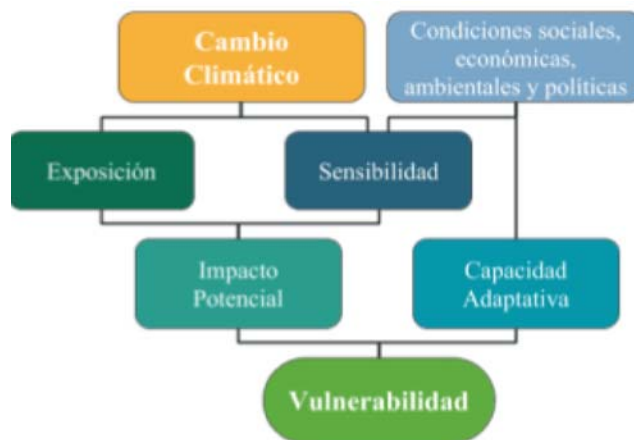 Cambio
Climático
Condiciones sociales,
económicas,
ambientales y políticas
Exposición
Sensibilidad
Impacto
Potencial
Capacidad
Adaptativa
Vulnerabilidad